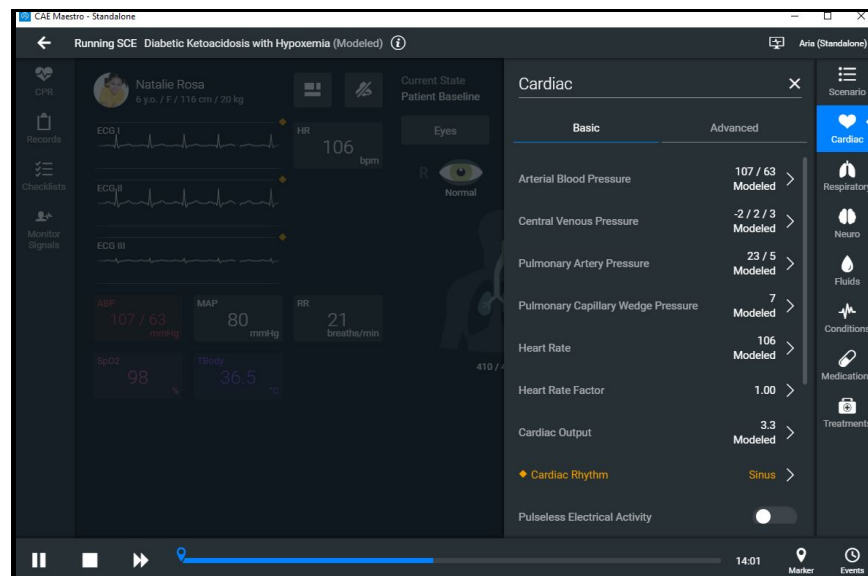 CAE Maestro - Standalone
Running SCE Diabetic Ketoacidosis with Hypoxemia (Modeled)
Aria (Standalone)
CPR
Records
Checklists
Monitor
Signals
Natalie Rosa
6 y.o. / F / 116 cm / 20 kg
Current State
Patient Baseline
ECG I
HR
106
bpm
Eyes
R
Normal
ECG II
ECG III
ABP
107 / 63
mmHg
MAP
80
mmHg
RR
21
breaths/min
SpO2
98
%
TBody
36.5
°C
410 /
Cardiac
Basic Advanced
Arterial Blood Pressure 107 / 63
Modeled
Central Venous Pressure -2 / 2 / 3
Modeled
Pulmonary Artery Pressure 23 / 5
Modeled
Pulmonary Capillary Wedge Pressure 7
Modeled
Heart Rate 106
Modeled
Heart Rate Factor 1.00
Cardiac Output 3.3
Modeled
Cardiac Rhythm Sinus
Pulseless Electrical Activity
Scenario
Cardiac
Respiratory
Neuro
Fluids
Conditions
Medication
Treatments
14:01
Marker
Events